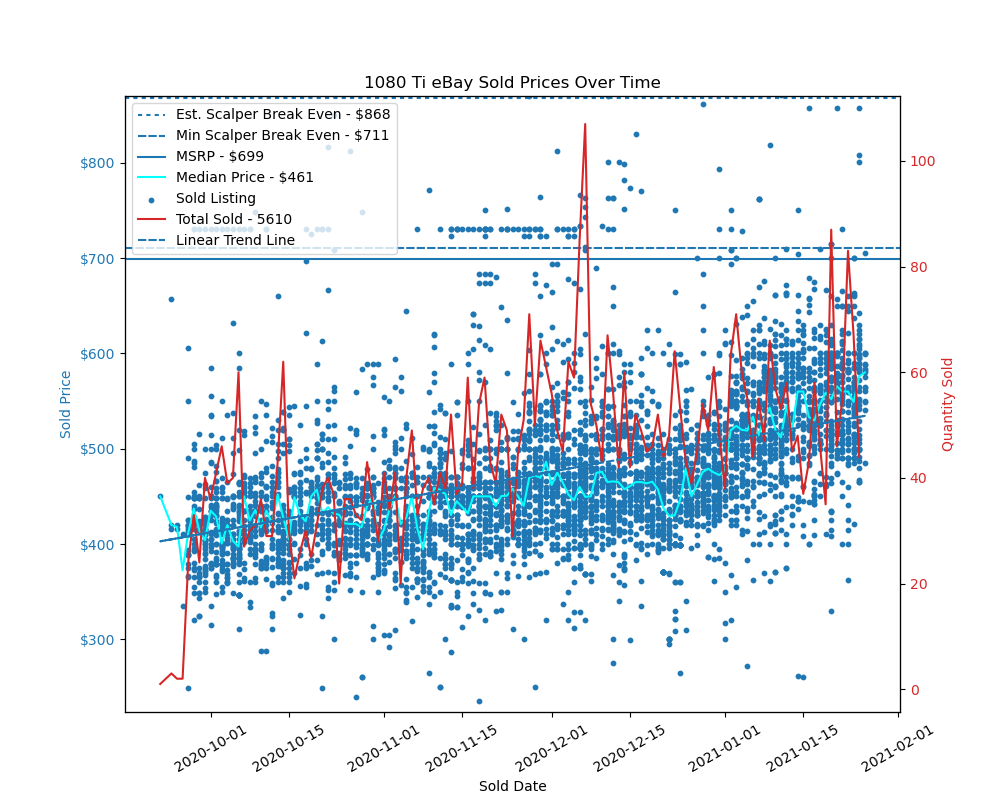 1080 Ti eBay Sold Prices Over Time
Est. Scalper Break Even - $868
Min Scalper Break Even - $711
MSRP - $699
Median Price - $461
Sold Listing
Total Sold - 5610
Linear Trend Line
$800
$700
$600
$500
$400
$300
Sold Price
100
80
60
40
20
0
Quantity Sold
2020-10-01
2020-10-15
2020-11-01
2020-11-15
2020-12-01
2020-12-15
2021-01-01
2021-01-15
2021-02-01
Sold Date